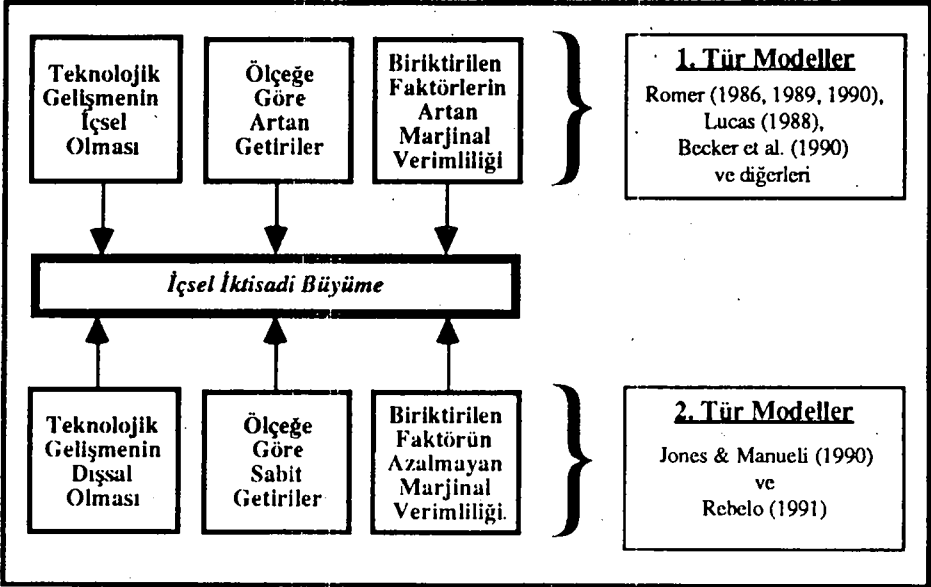 Teknolojik
Gelişmenin
İçsel
Olması
Ölçeğe
Göre
Artan
Getiriler
Biriktirilen
Faktörlerin
Artan
Marjinal
Verimliliği
1. Tür Modeller
Romer (1986, 1989, 1990),
Lucas (1988),
Becker et al. (1990)
ve diğerleri
İçsel İktisadi Büyüme
Teknolojik
Gelişmenin
Dışsal
Olması
Ölçeğe
Göre
Sabit
Getiriler
Biriktirilen
Faktörün
Azalmayan
Marjinal
Verimliliği.
2. Tür Modeller
Jones & Manueli (1990)
ve
Rebelo (1991)